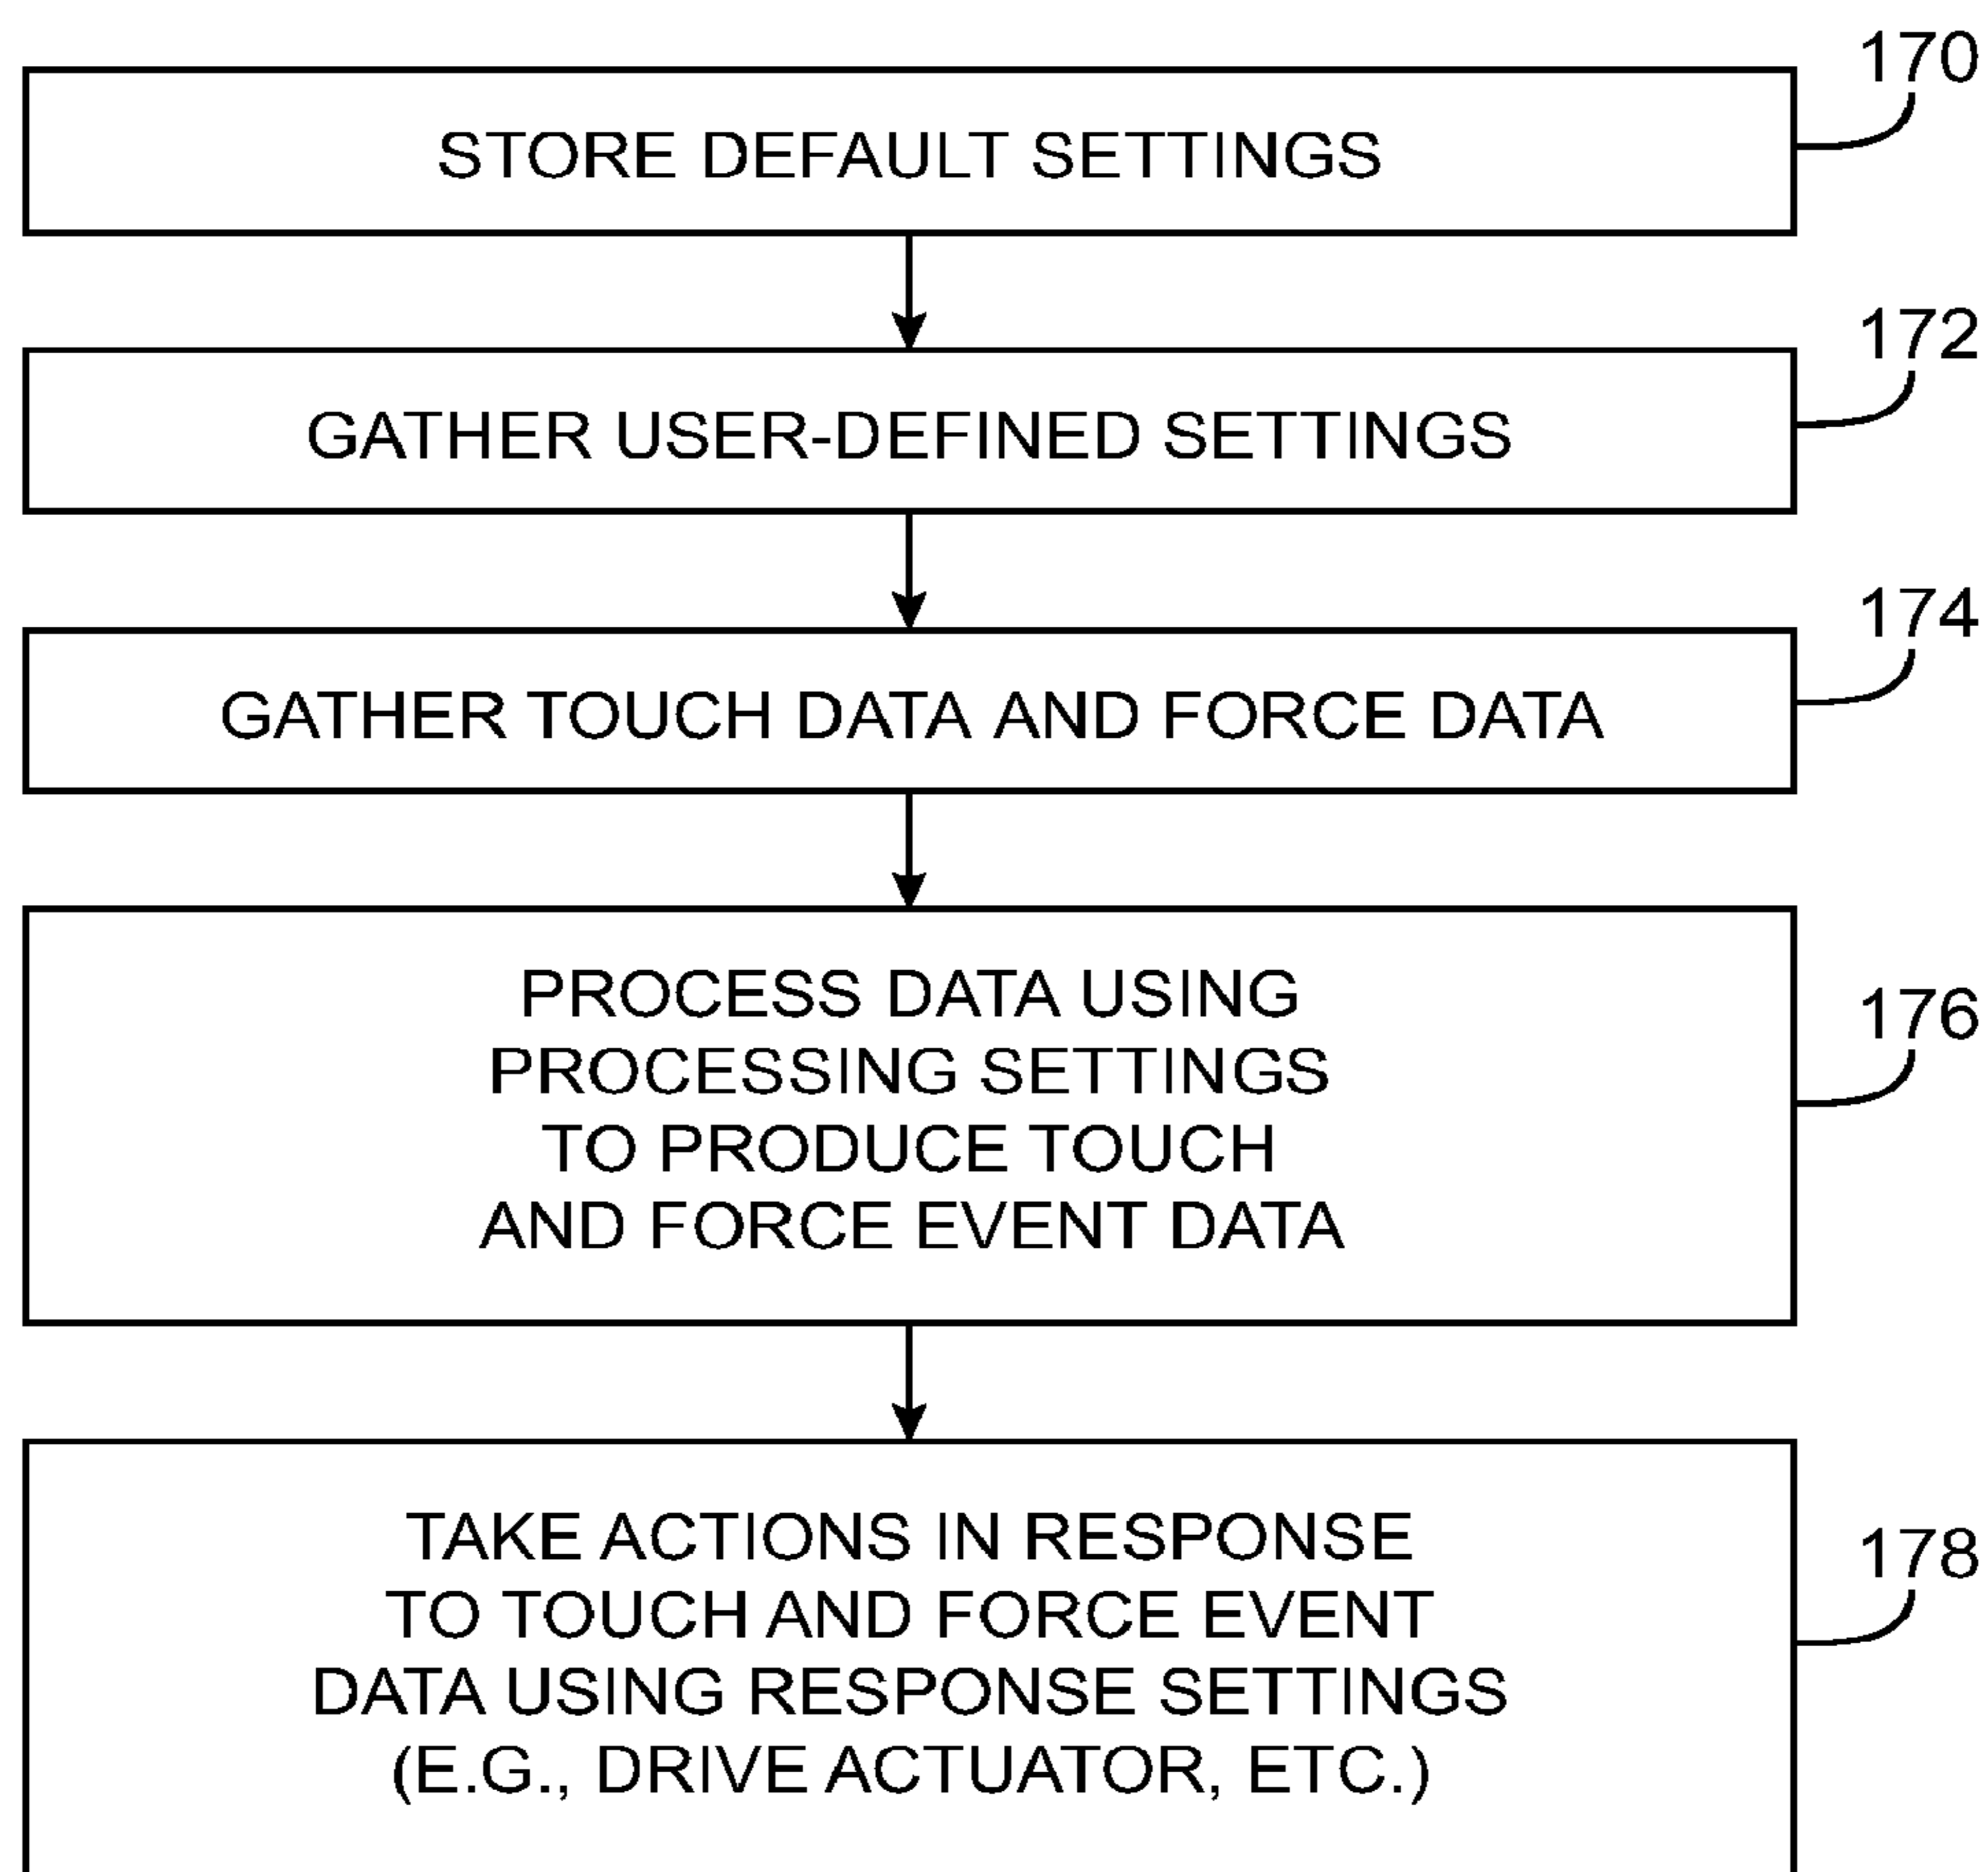 170
STORE DEFAULT SETTINGS
172
GATHER USER-DEFINED SETTINGS
174
GATHER TOUCH DATA AND FORCE DATA
176
PROCESS DATA USING
PROCESSING SETTINGS
TO PRODUCE TOUCH
AND FORCE EVENT DATA
178
TAKE ACTIONS IN RESPONSE
TO TOUCH AND FORCE EVENT
DATA USING RESPONSE SETTINGS
(E.G., DRIVE ACTUATOR, ETC.)